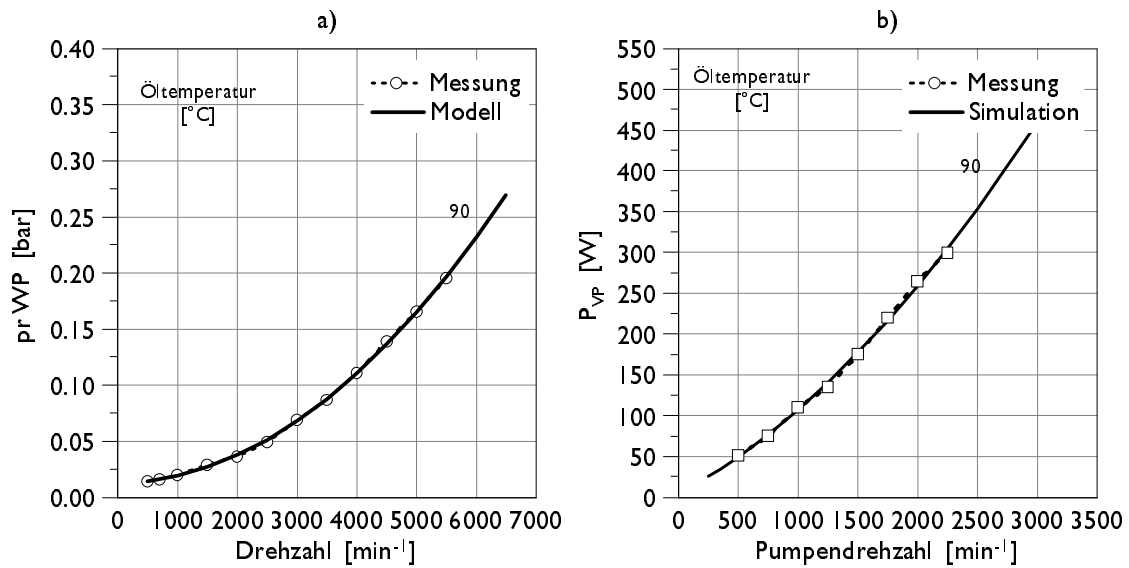 a)
0.40
0.35
0.30
0.25
0.20
0.15
0.10
0.05
0.00
pr WP [bar]
Öltemperatur
[°C]
Messung
Modell
90
0 1000 2000 3000 4000 5000 6000 7000
Drehzahl [min-1]
b)
550
500
450
400
350
300
250
200
150
100
50
0
PVP [W]
Öltemperatur
[°C]
Messung
Simulation
90
0 500 1000 1500 2000 2500 3000 3500
Pumpendrehzahl [min-1]